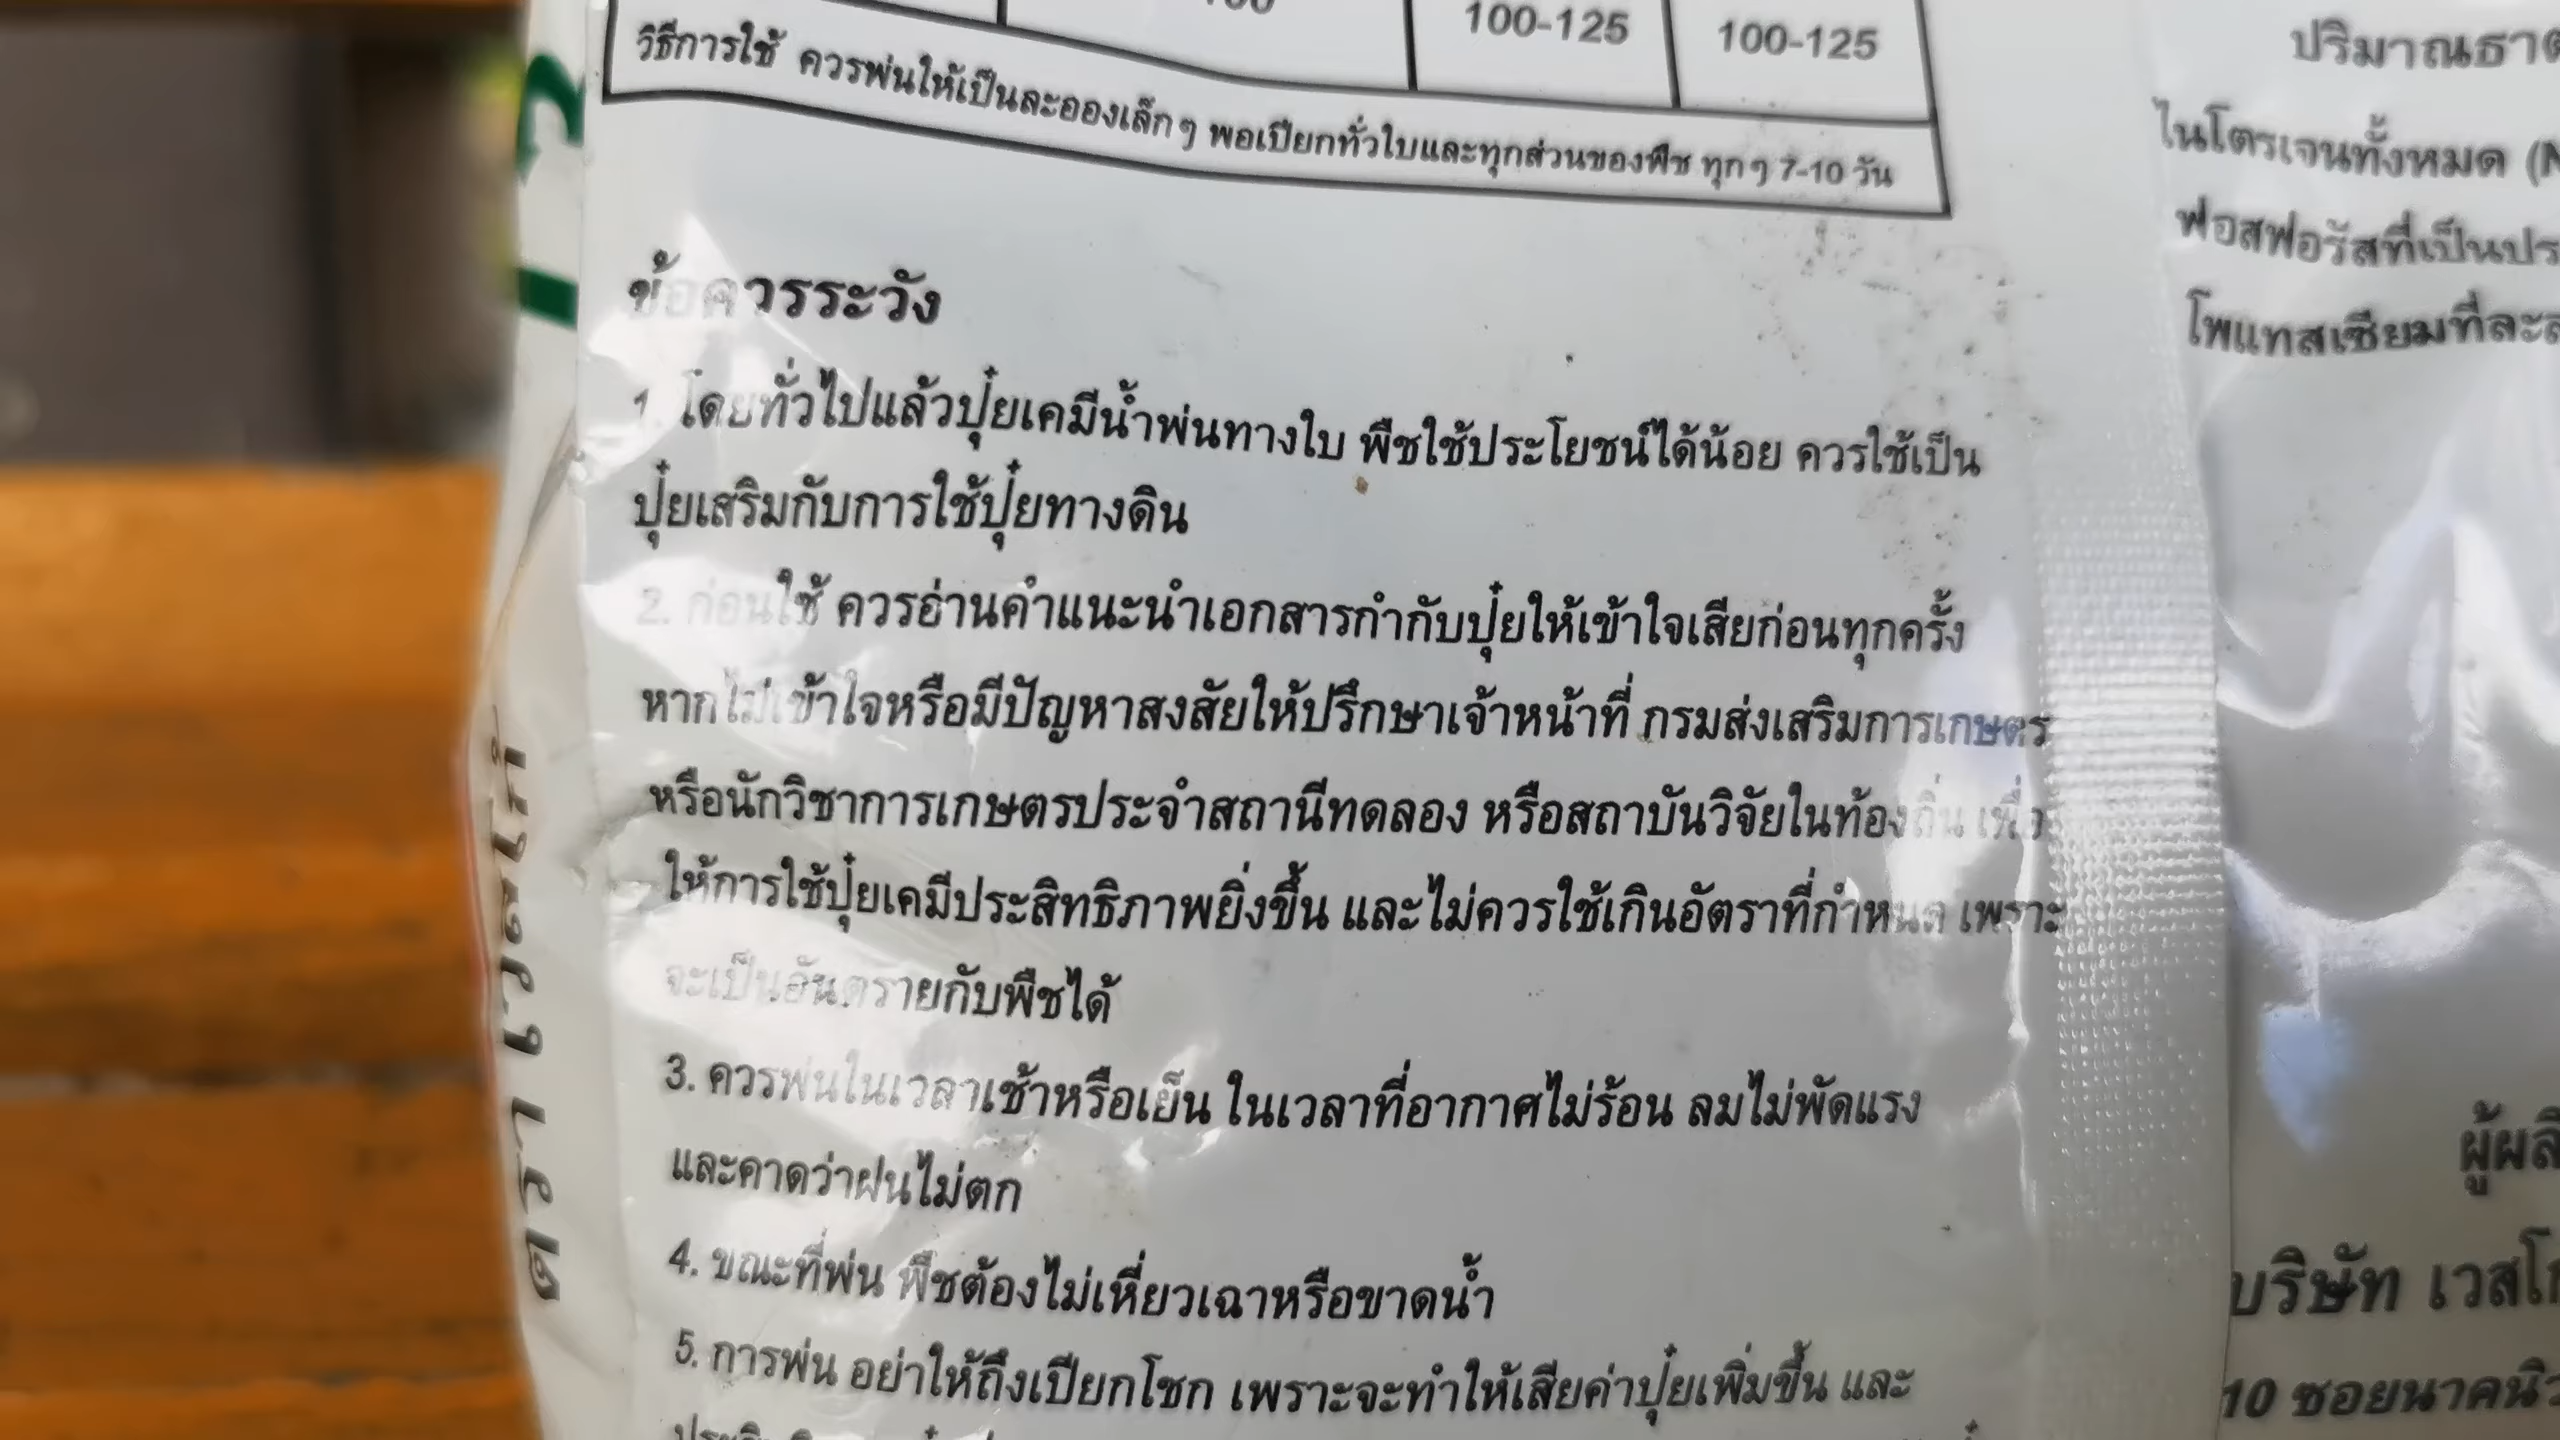 100-125
100-125
วิธีการใช้ ควรพ่นให้เป็นละอองเล็กๆ พอเปียกทั่วใบและทุกส่วนของพืช ทุกๆ 7-10 วัน
ข้อควรระวัง
1. โดยทั่วไปแล้วปุ๋ยเคมีน้ำพ่นทางใบ พืชใช้ประโยชน์ได้น้อย ควรใช้เป็น
ปุ๋ยเสริมกับการใช้ปุ๋ยทางดิน
2. ก่อนใช้ ควรอ่านคำแนะนำเอกสารกำกับปุ๋ยให้เข้าใจเสียก่อนทุกครั้ง
หากไม่เข้าใจหรือมีปัญหาสงสัยให้ปรึกษาเจ้าหน้าที่ กรมส่งเสริมการเกษตร
หรือนักวิชาการเกษตรประจำสถานีทดลอง หรือสถาบันวิจัยในท้องถิ่น เพื่อ
ให้การใช้ปุ๋ยเคมีประสิทธิภาพยิ่งขึ้น และไม่ควรใช้เกินอัตราที่กำหนด เพราะ
จะเป็นอันตรายกับพืชได้
3. ควรพ่นในเวลาเช้าหรือเย็น ในเวลาที่อากาศไม่ร้อน ลมไม่พัดแรง
และคาดว่าฝนไม่ตก
4. ขณะที่พ่น พืชต้องไม่เหี่ยวเฉาหรือขาดน้ำ
5. การพ่น อย่าให้ถึงเปียกโชก เพราะจะทำให้เสียค่าปุ๋ยเพิ่มขึ้น และ
ปริมาณธาต
ไนโตรเจนทั้งหมด (N
ฟอสฟอรัสที่เป็นปร
โพแทสเซียมที่ละล
ผู้ผลิ
บริษัท เวสโก
10 ซอยนาคนิว